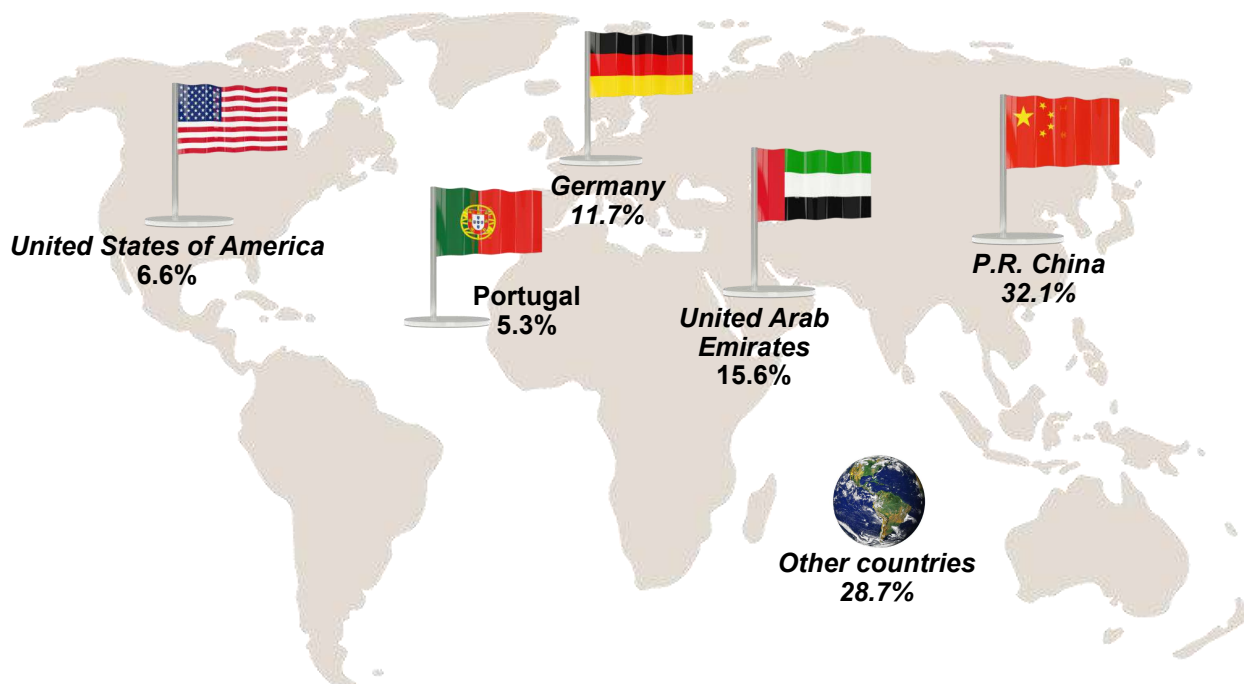 Germany
11.7%
United States of America
6.6%
Portugal
5.3%
P.R. China
32.1%
United Arab
Emirates
15.6%
Other countries
28.7%